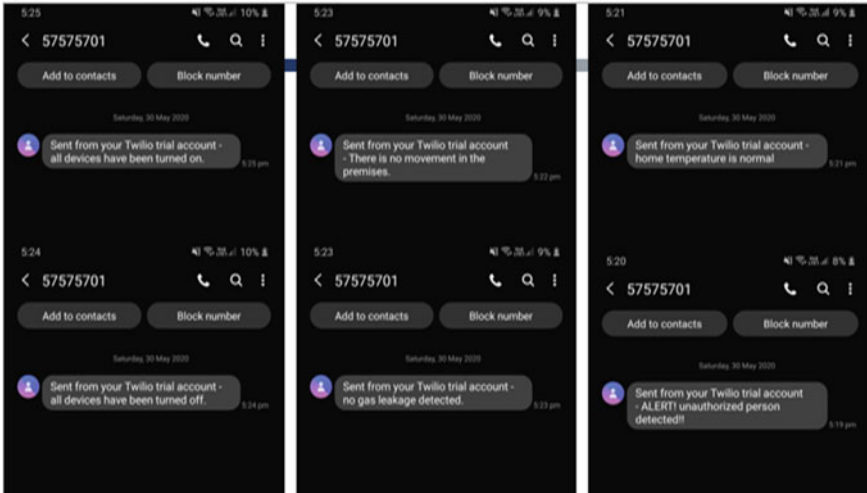 5:25
10%
57575701
Add to contacts
Block number
Saturday, 30 May 2020
Sent from your Twilio trial account -
all devices have been turned on.
5:25 pm
5:23
9%
57575701
Add to contacts
Block number
Saturday, 30 May 2020
Sent from your Twilio trial account
- There is no movement in the
premises.
5:22 pm
5:21
9%
57575701
Add to contacts
Block number
Saturday, 30 May 2020
Sent from your Twilio trial account -
home temperature is normal
5:21 pm
5:24
10%
57575701
Add to contacts
Block number
Saturday, 30 May 2020
Sent from your Twilio trial account -
all devices have been turned off.
5:24 pm
5:23
9%
57575701
Add to contacts
Block number
Saturday, 30 May 2020
Sent from your Twilio trial account -
no gas leakage detected.
5:23 pm
5:20
8%
57575701
Add to contacts
Block number
Saturday, 30 May 2020
Sent from your Twilio trial account
- ALERT! unauthorized person
detected!!
5:19 pm